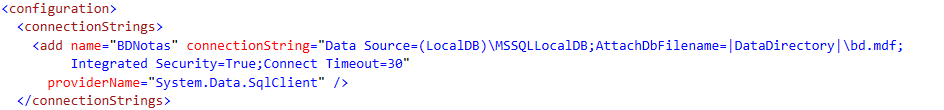 <configuration>
<connectionStrings>
<add name="BDNotas" connectionString="Data Source=(LocalDB)\MSSQLLocalDB;AttachDbFilename=|DataDirectory|\bd.mdf;
Integrated Security=True;Connect Timeout=30"
providerName="System.Data.SqlClient" />
</connectionStrings>